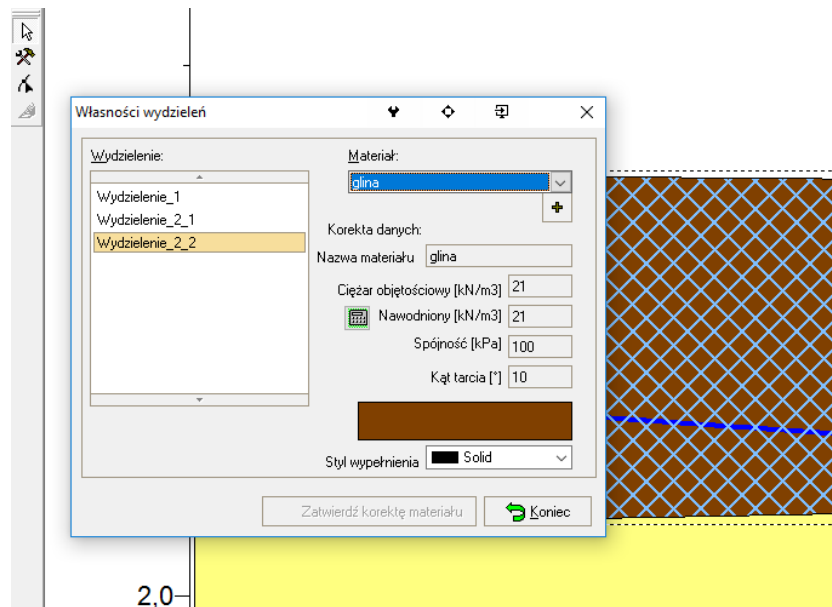 Własności wydzieleń
Wydzielenie:
Wydzielenie_1
Wydzielenie_2_1
Wydzielenie_2_2
Materiał:
glina
Korekta danych:
Nazwa materiału glina
Ciężar objętościowy [kN/m3] 21
Nawodniony [kN/m3] 21
Spójność [kPa] 100
Kąt tarcia [°] 10
Styl wypełnienia Solid
Zatwierdź korektę materiału Koniec
2,0